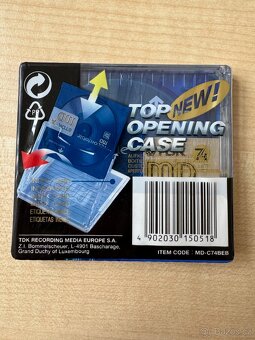 NEW!
TOP
OPENING
CASE
74
MD
ETIQUETAS
TDK RECORDING MEDIA EUROPE S.A.
Z.I. Bommelscheuer, L-4901 Bascharage,
Grand Duchy of Luxembourg
4 902030 150518
ITEM CODE : MD-C74BEB